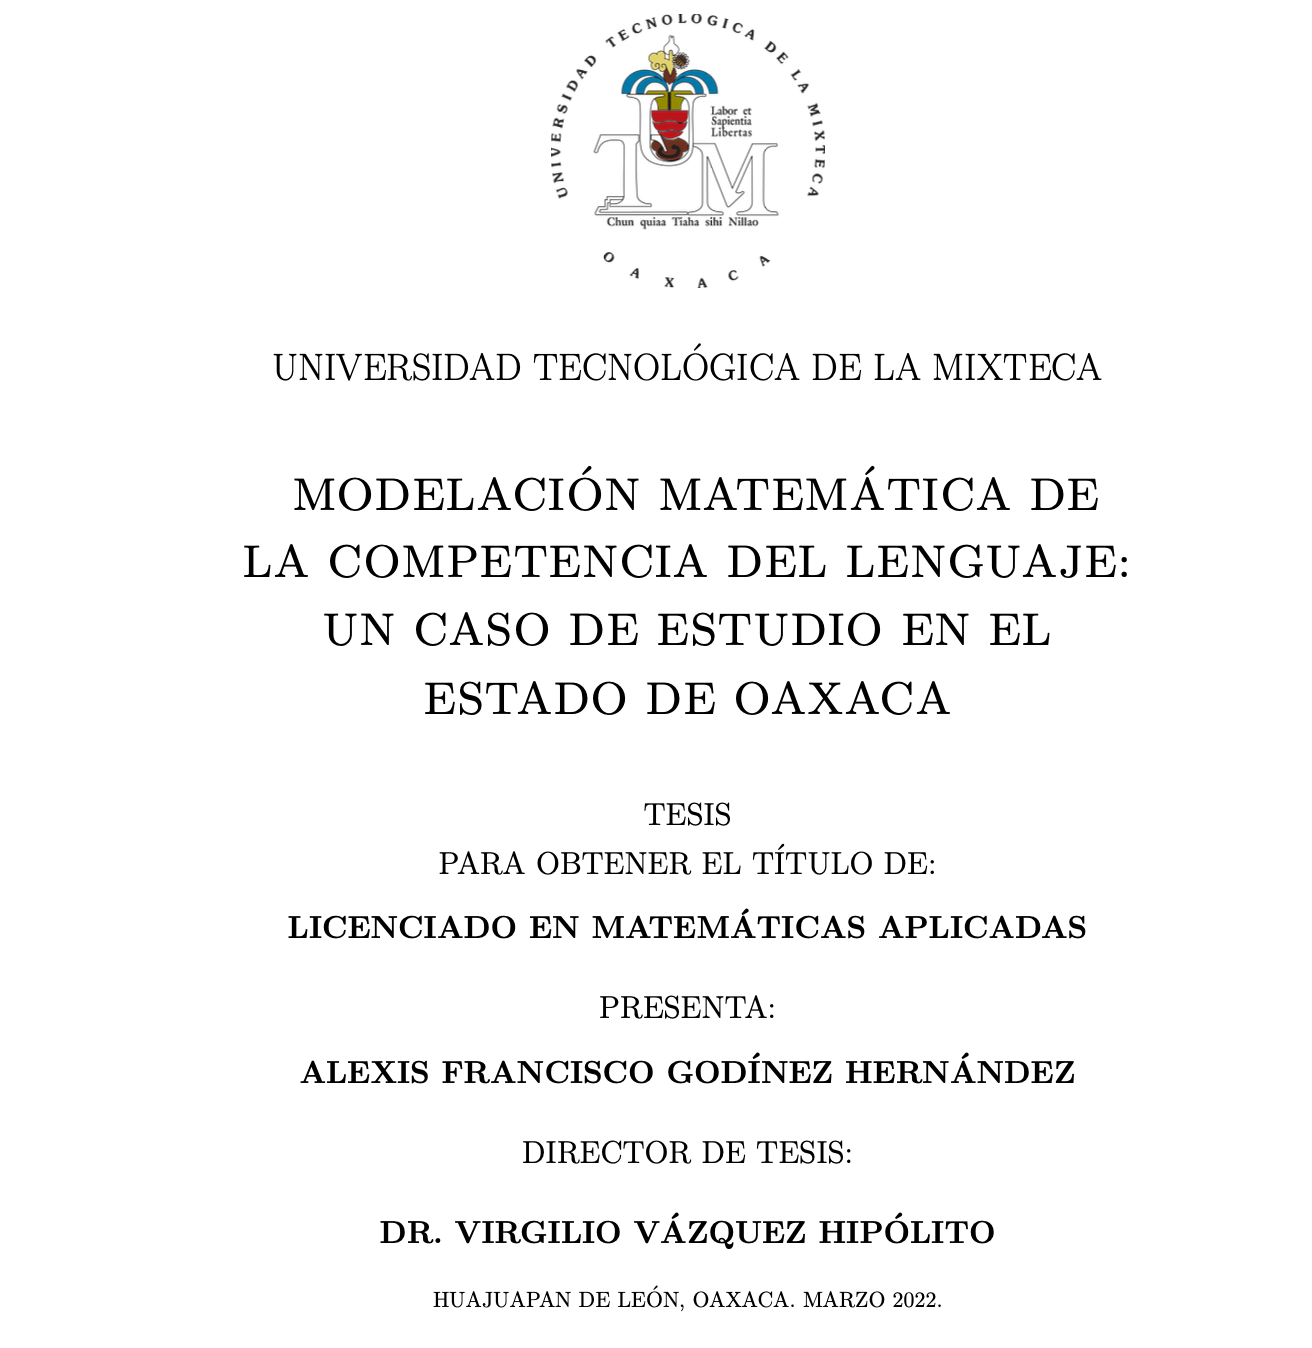 UNIVERSIDAD TECNOLOGICA DE LA MIXTECA
Labor et
Sapientia
Libertas
UTM
Chun quiaa Tiaha sihi Nillao
OAXACA
UNIVERSIDAD TECNOLÓGICA DE LA MIXTECA
MODELACIÓN MATEMÁTICA DE
LA COMPETENCIA DEL LENGUAJE:
UN CASO DE ESTUDIO EN EL
ESTADO DE OAXACA
TESIS
PARA OBTENER EL TÍTULO DE:
LICENCIADO EN MATEMÁTICAS APLICADAS
PRESENTA:
ALEXIS FRANCISCO GODÍNEZ HERNÁNDEZ
DIRECTOR DE TESIS:
DR. VIRGILIO VÁZQUEZ HIPÓLITO
HUAJUAPAN DE LEÓN, OAXACA. MARZO 2022.